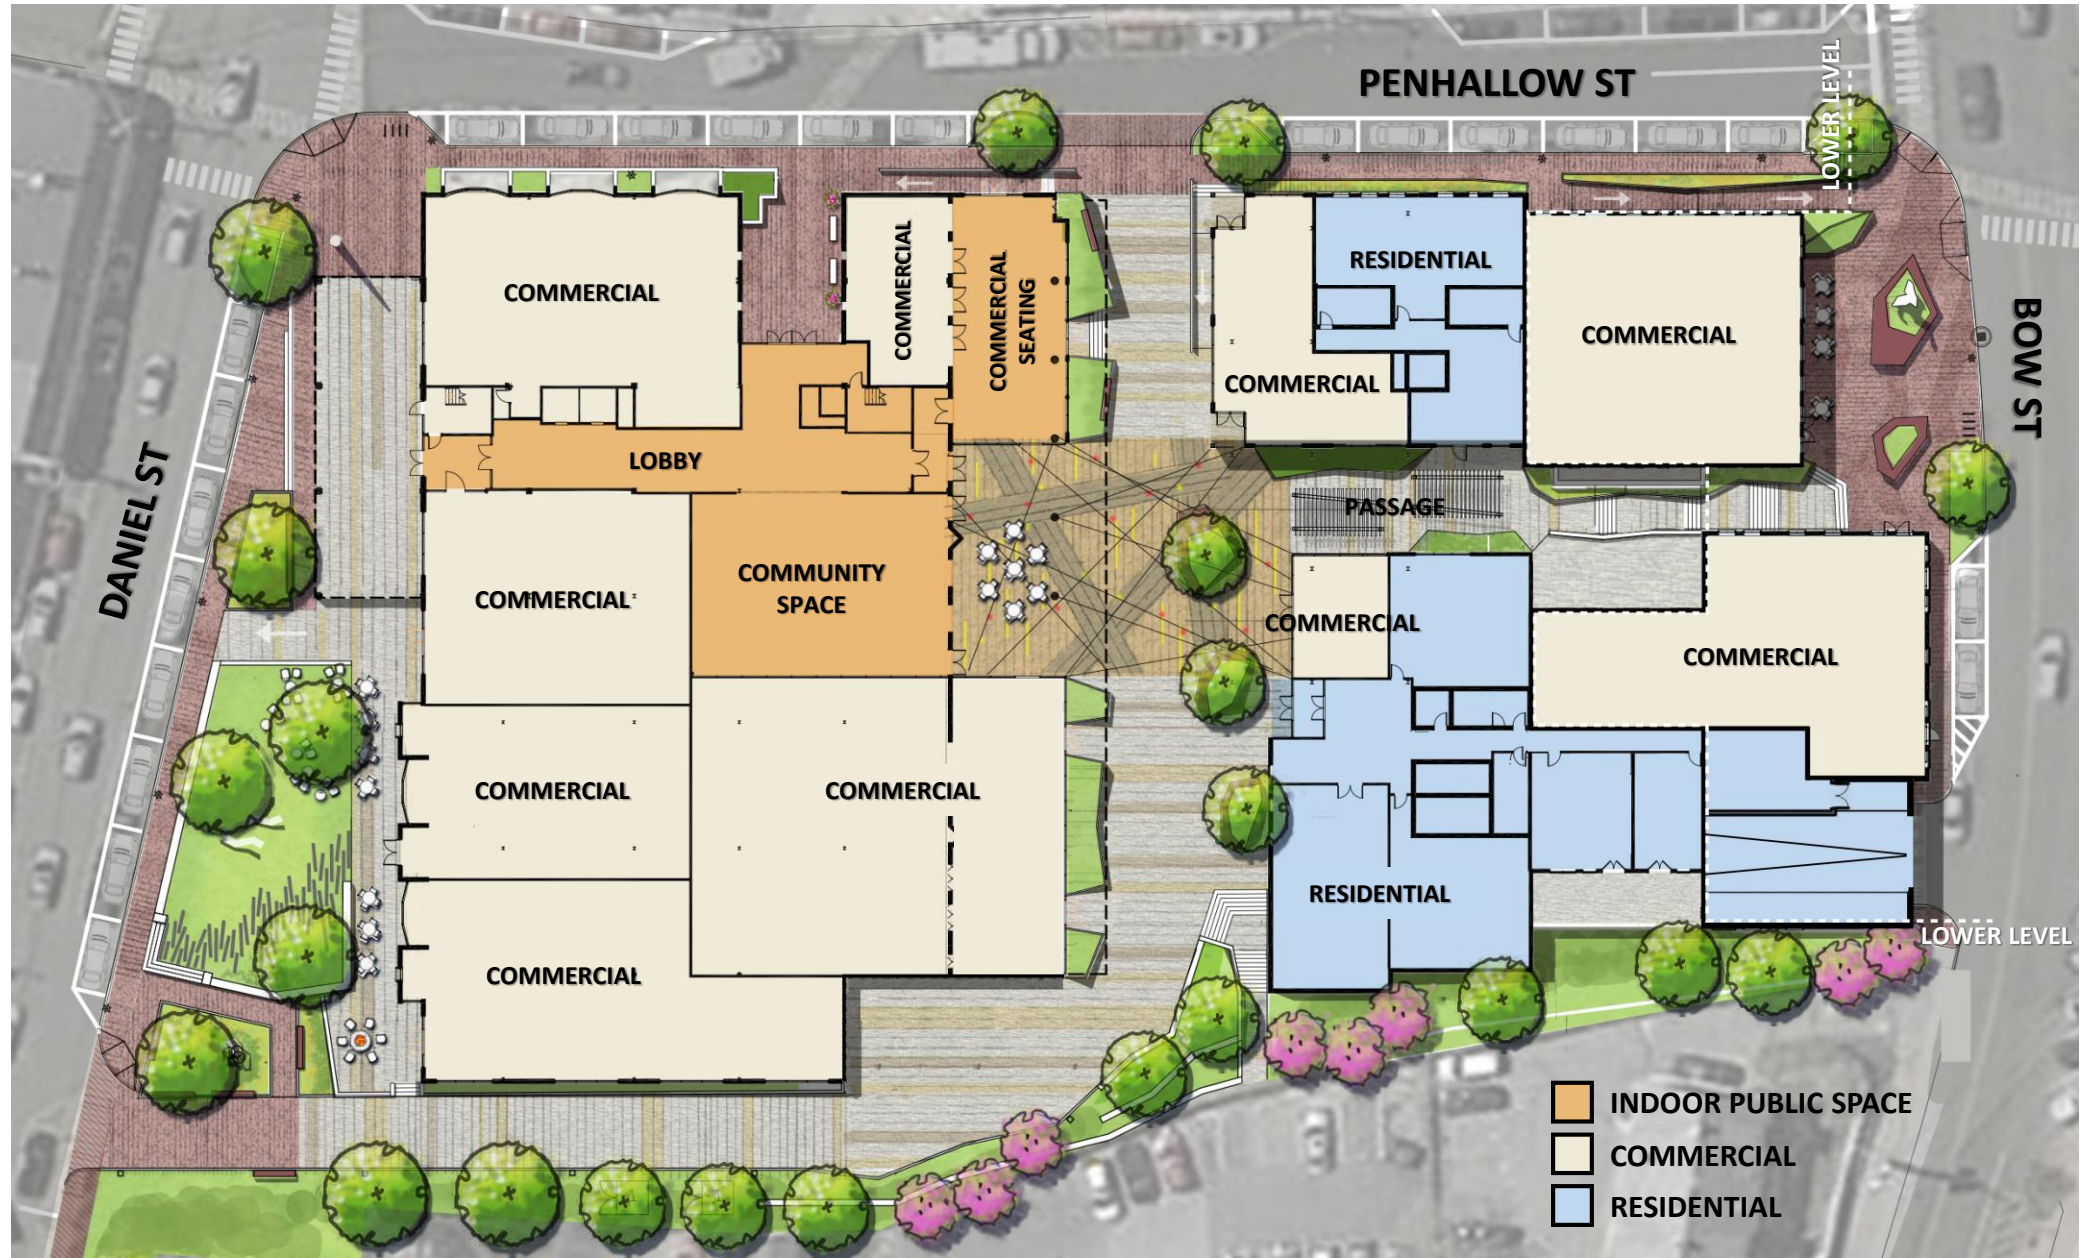 PENHALLOW ST
LOWER LEVEL
BOW ST
DANIEL ST
COMMERCIAL
COMMERCIAL
COMMERCIAL
SEATING
RESIDENTIAL
COMMERCIAL
COMMERCIAL
LOBBY
PASSAGE
COMMUNITY
SPACE
COMMERCIAL
COMMERCIAL
COMMERCIAL
COMMERCIAL
COMMERCIAL
RESIDENTIAL
LOWER LEVEL
COMMERCIAL
INDOOR PUBLIC SPACE
COMMERCIAL
RESIDENTIAL